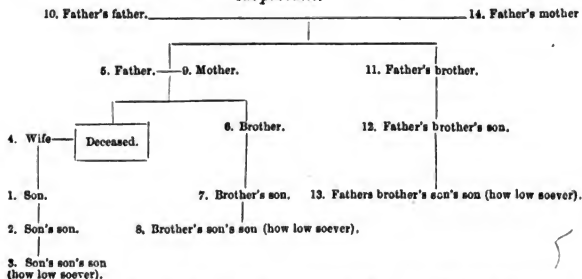 10. Father's father. 14. Father's mother
5. Father. 9. Mother. 11. Father's brother.
4. Wife Deceased. 6. Brother. 12. Father's brother's son.
1. Son. 7. Brother's son. 13. Fathers brother's son's son (how low soever).
2. Son's son. 8. Brother's son's son (how low soever).
3. Son's son's son
(how low soever).